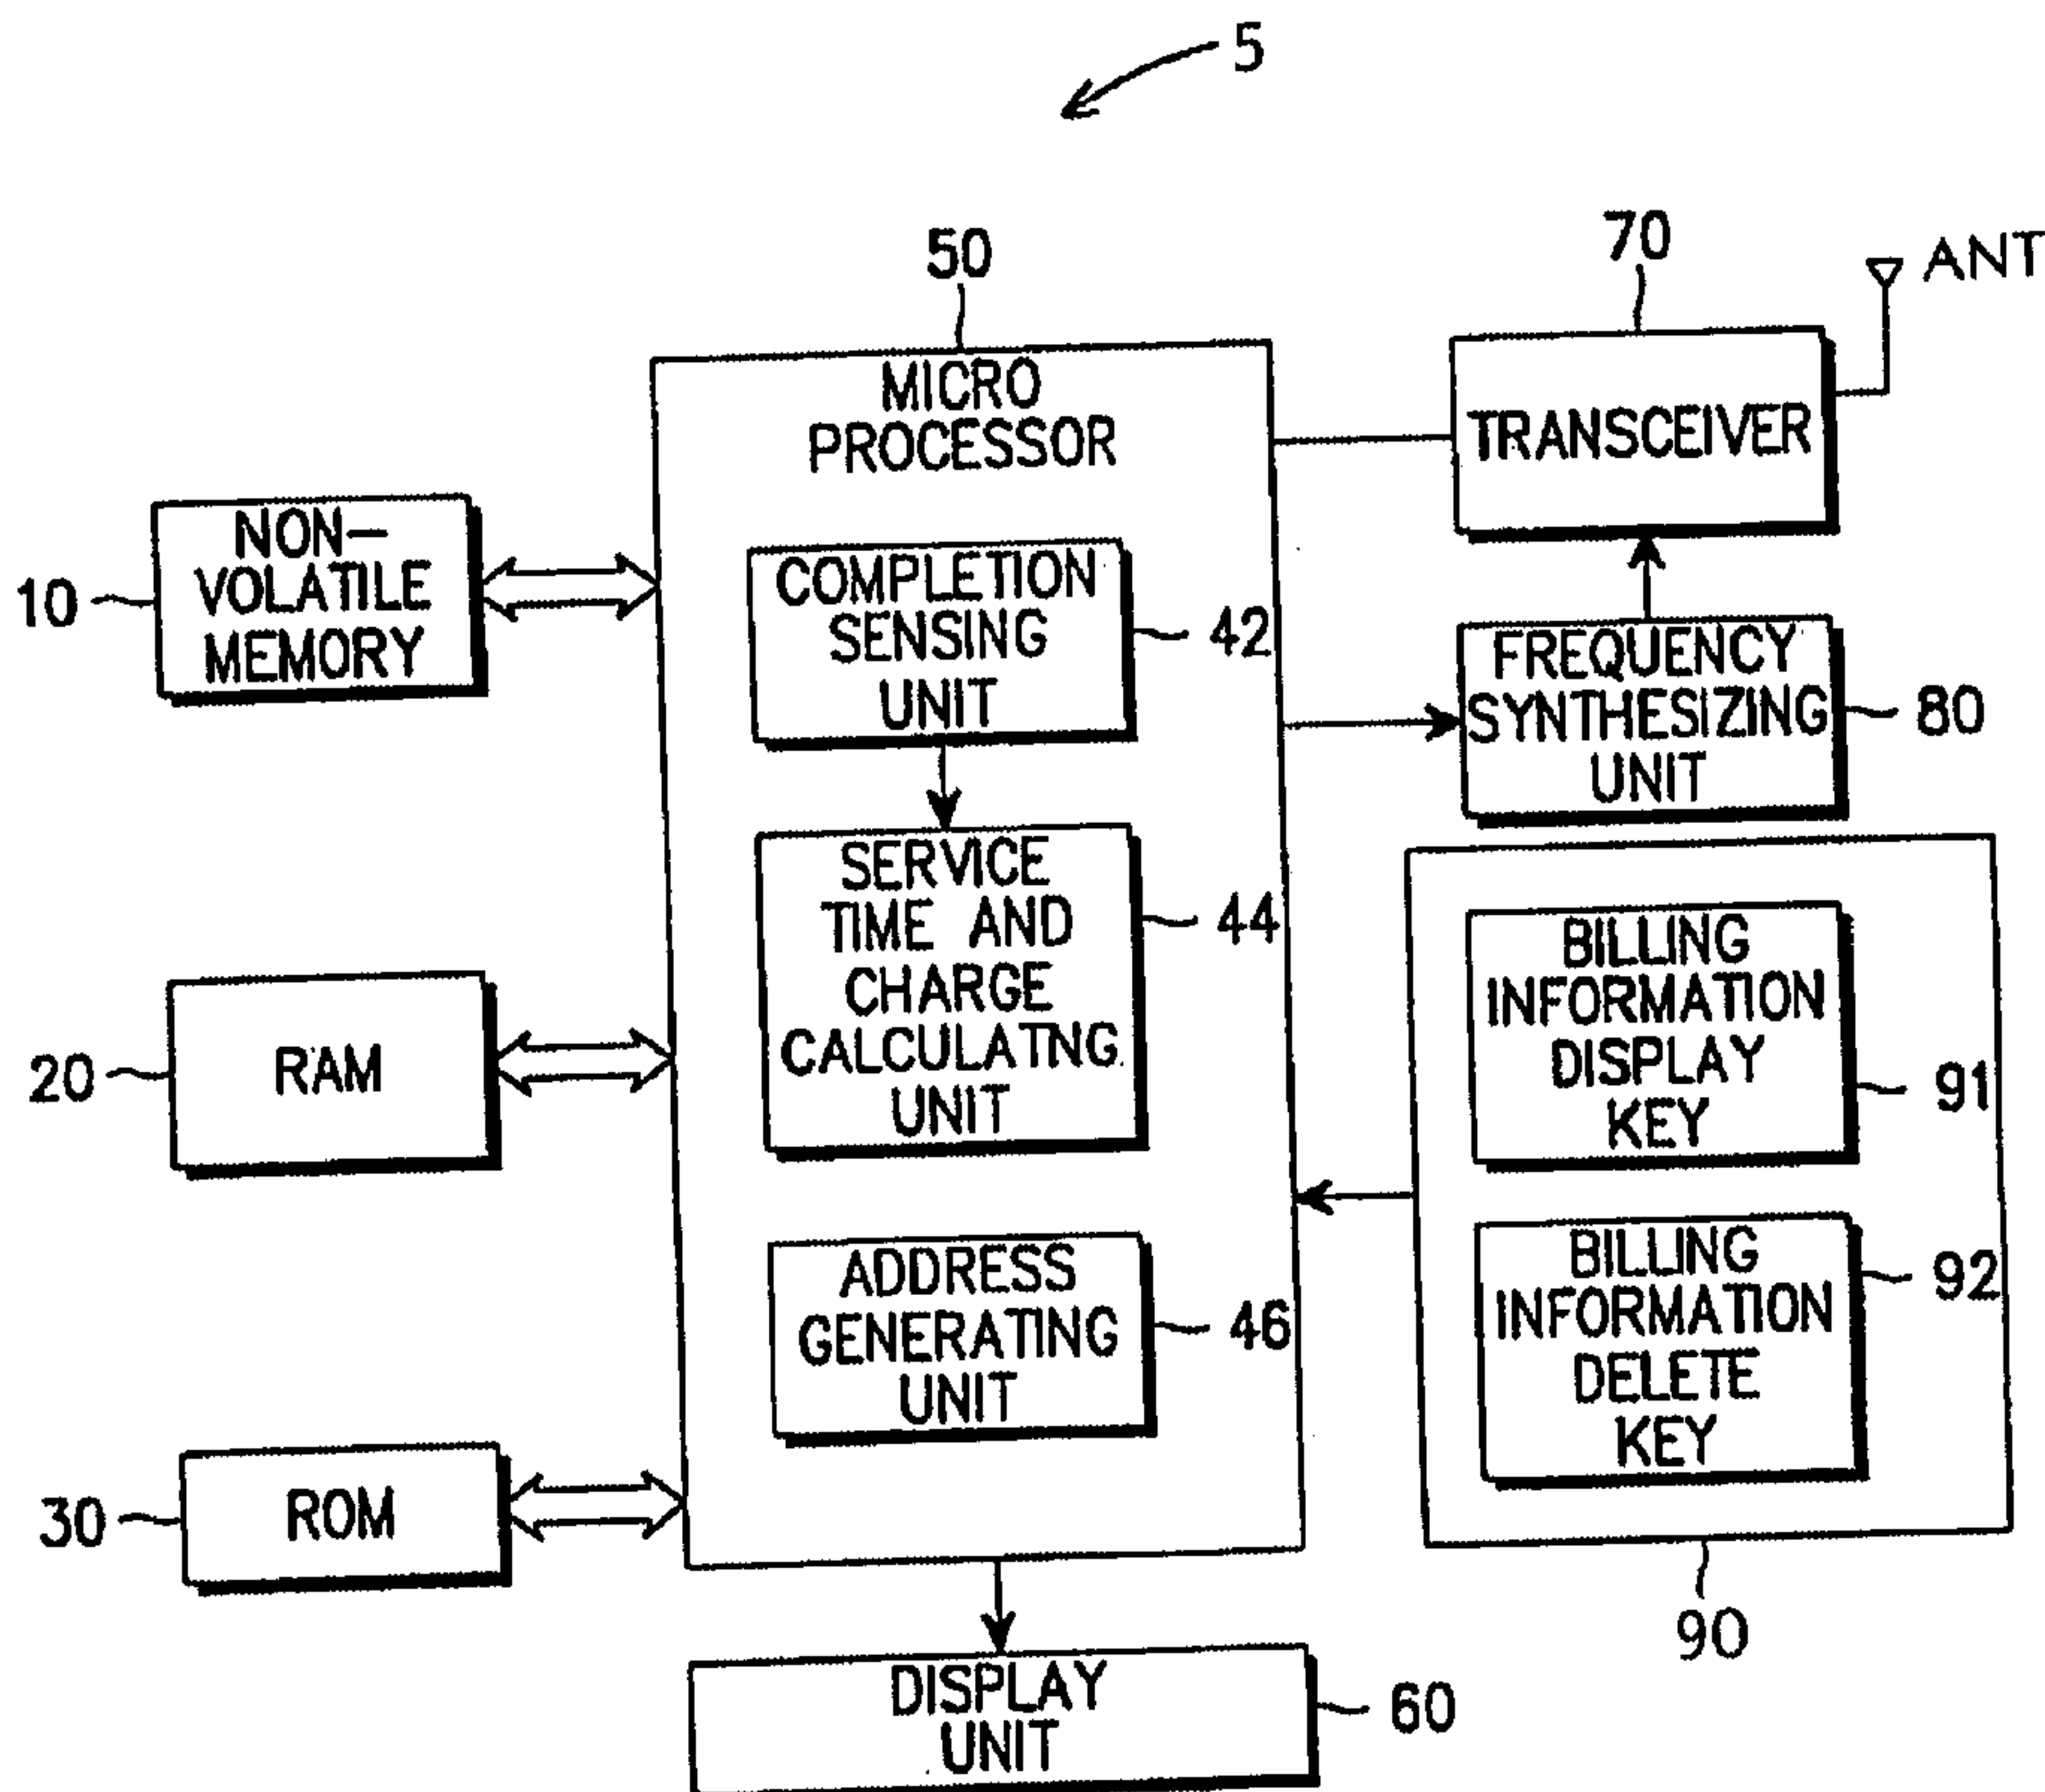 5
50
70
ANT
MICRO
PROCESSOR
TRANSCEIVER
NON-
VOLATILE
MEMORY
10
COMPLETION
SENSING
UNIT
42
FREQUENCY
SYNTHESIZING
UNIT
80
SERVICE
TIME AND
CHARGE
CALCULATNG.
UNIT
44
BILLING
INFORMATION
DISPLAY
KEY
91
RAM
20
ADDRESS
GENERATING
UNIT
46
BILLING
INFORMATION
DELETE
KEY
92
ROM
30
90
DISPLAY
UNIT
60